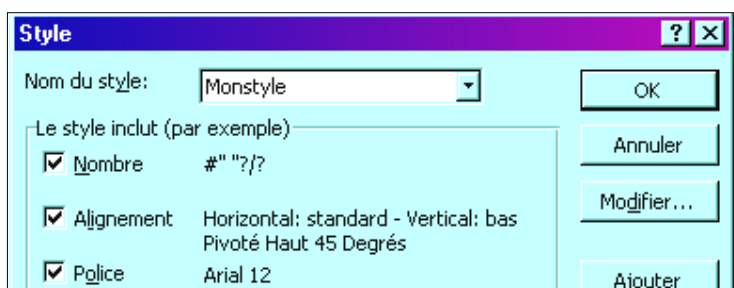 Style
Nom du style: Monstyle
OK
Le style inclut (par exemple)
Annuler
Nombre #" "?/?
Modifier...
Alignement Horizontal: standard - Vertical: bas
Pivoté Haut 45 Degrés
Police Arial 12
Ajouter